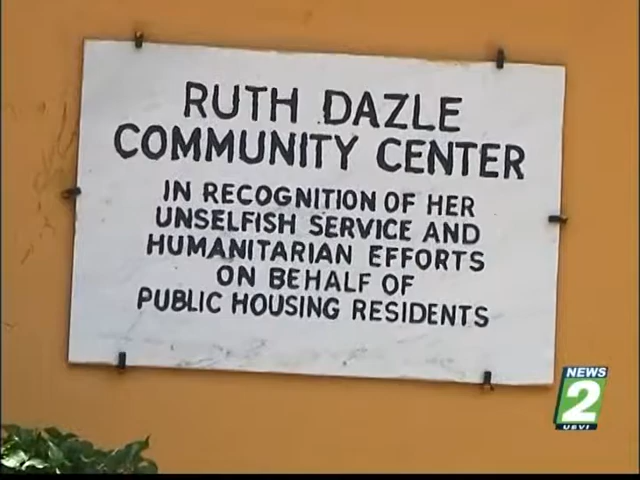 RUTH DAZLE
COMMUNITY CENTER
IN RECOGNITION OF HER
UNSELFISH SERVICE AND
HUMANITARIAN EFFORTS
ON BEHALF OF
PUBLIC HOUSING RESIDENTS
NEWS
2
USVI